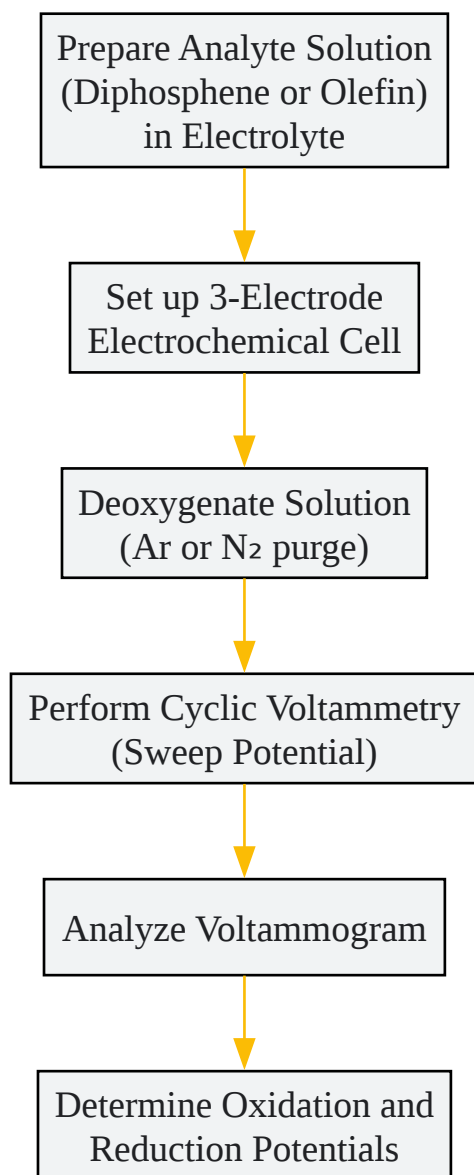 Prepare Analyte Solution
(Diphosphene or Olefin)
in Electrolyte
Set up 3-Electrode
Electrochemical Cell
Deoxygenate Solution
(Ar or N₂ purge)
Perform Cyclic Voltammetry
(Sweep Potential)
Analyze Voltammogram
Determine Oxidation and
Reduction Potentials